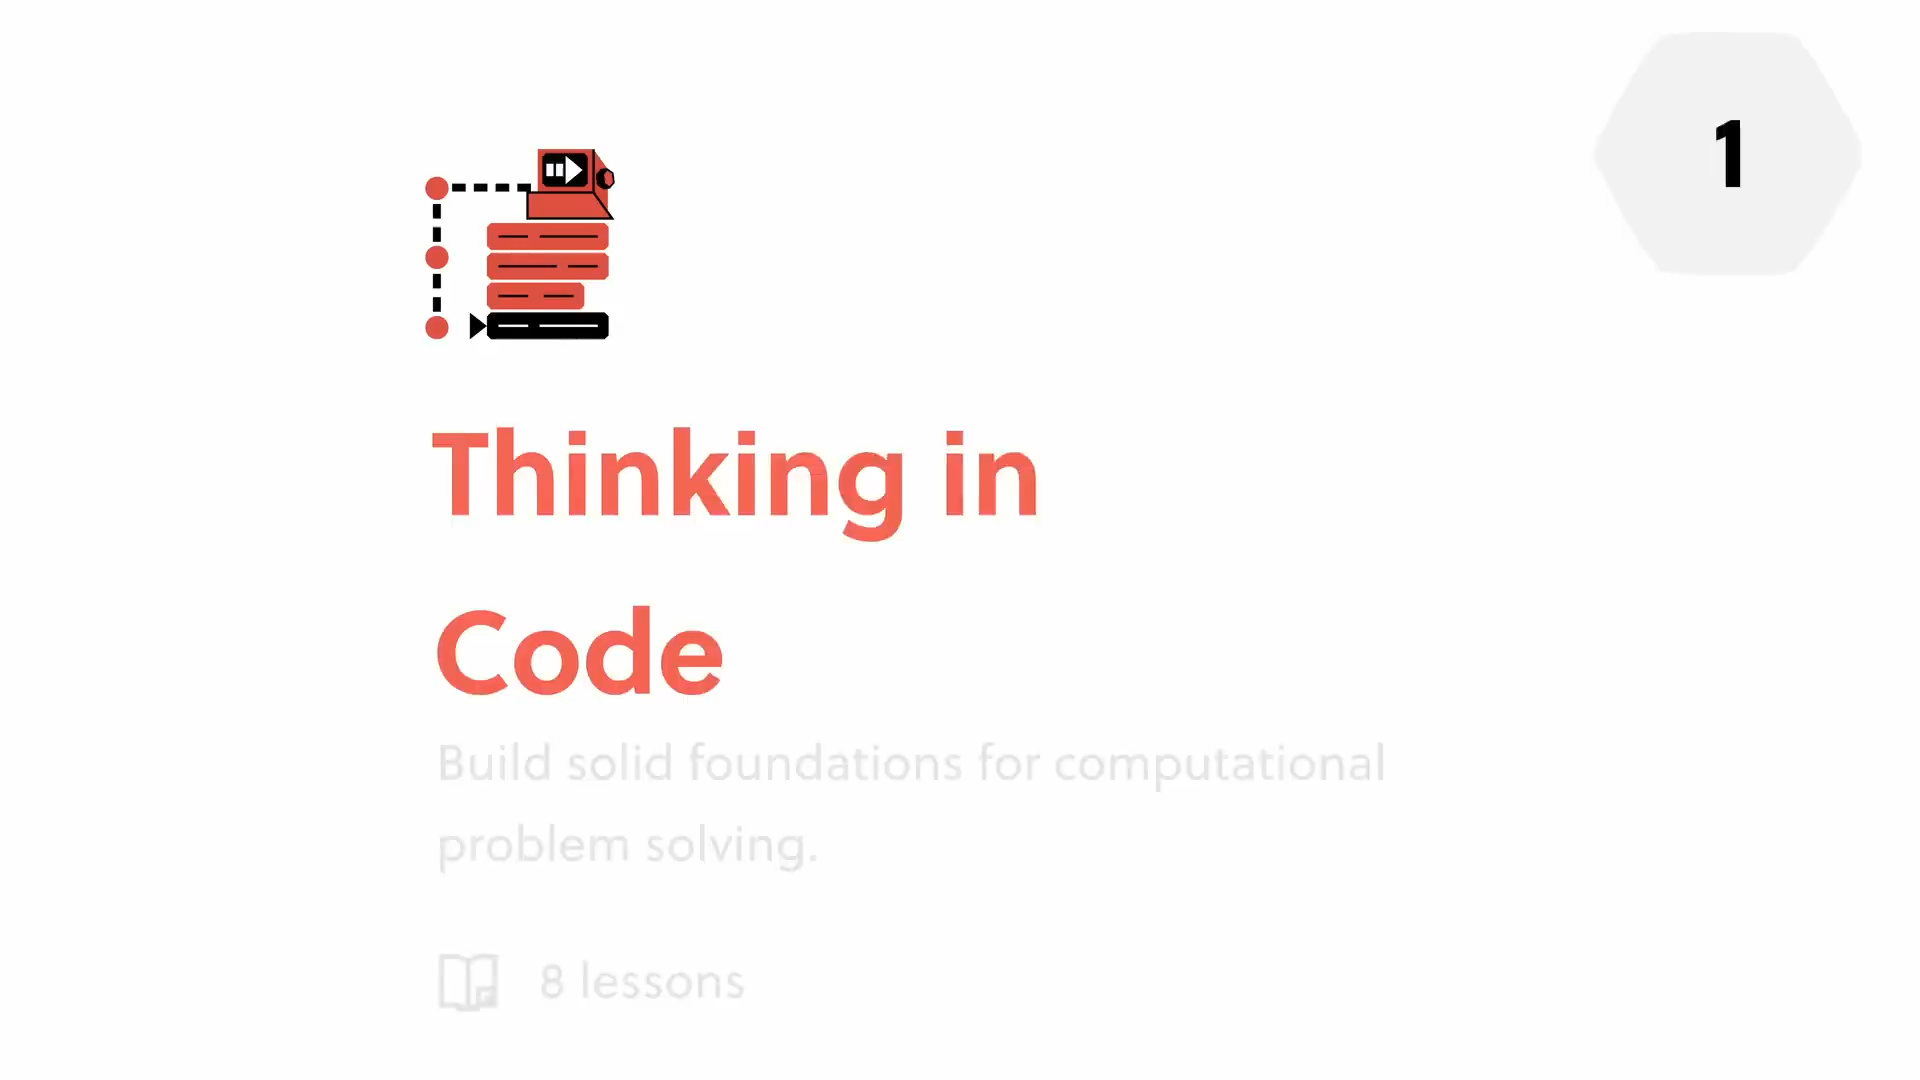 1
Thinking in
Code
Build solid foundations for computational
problem solving.
8 lessons